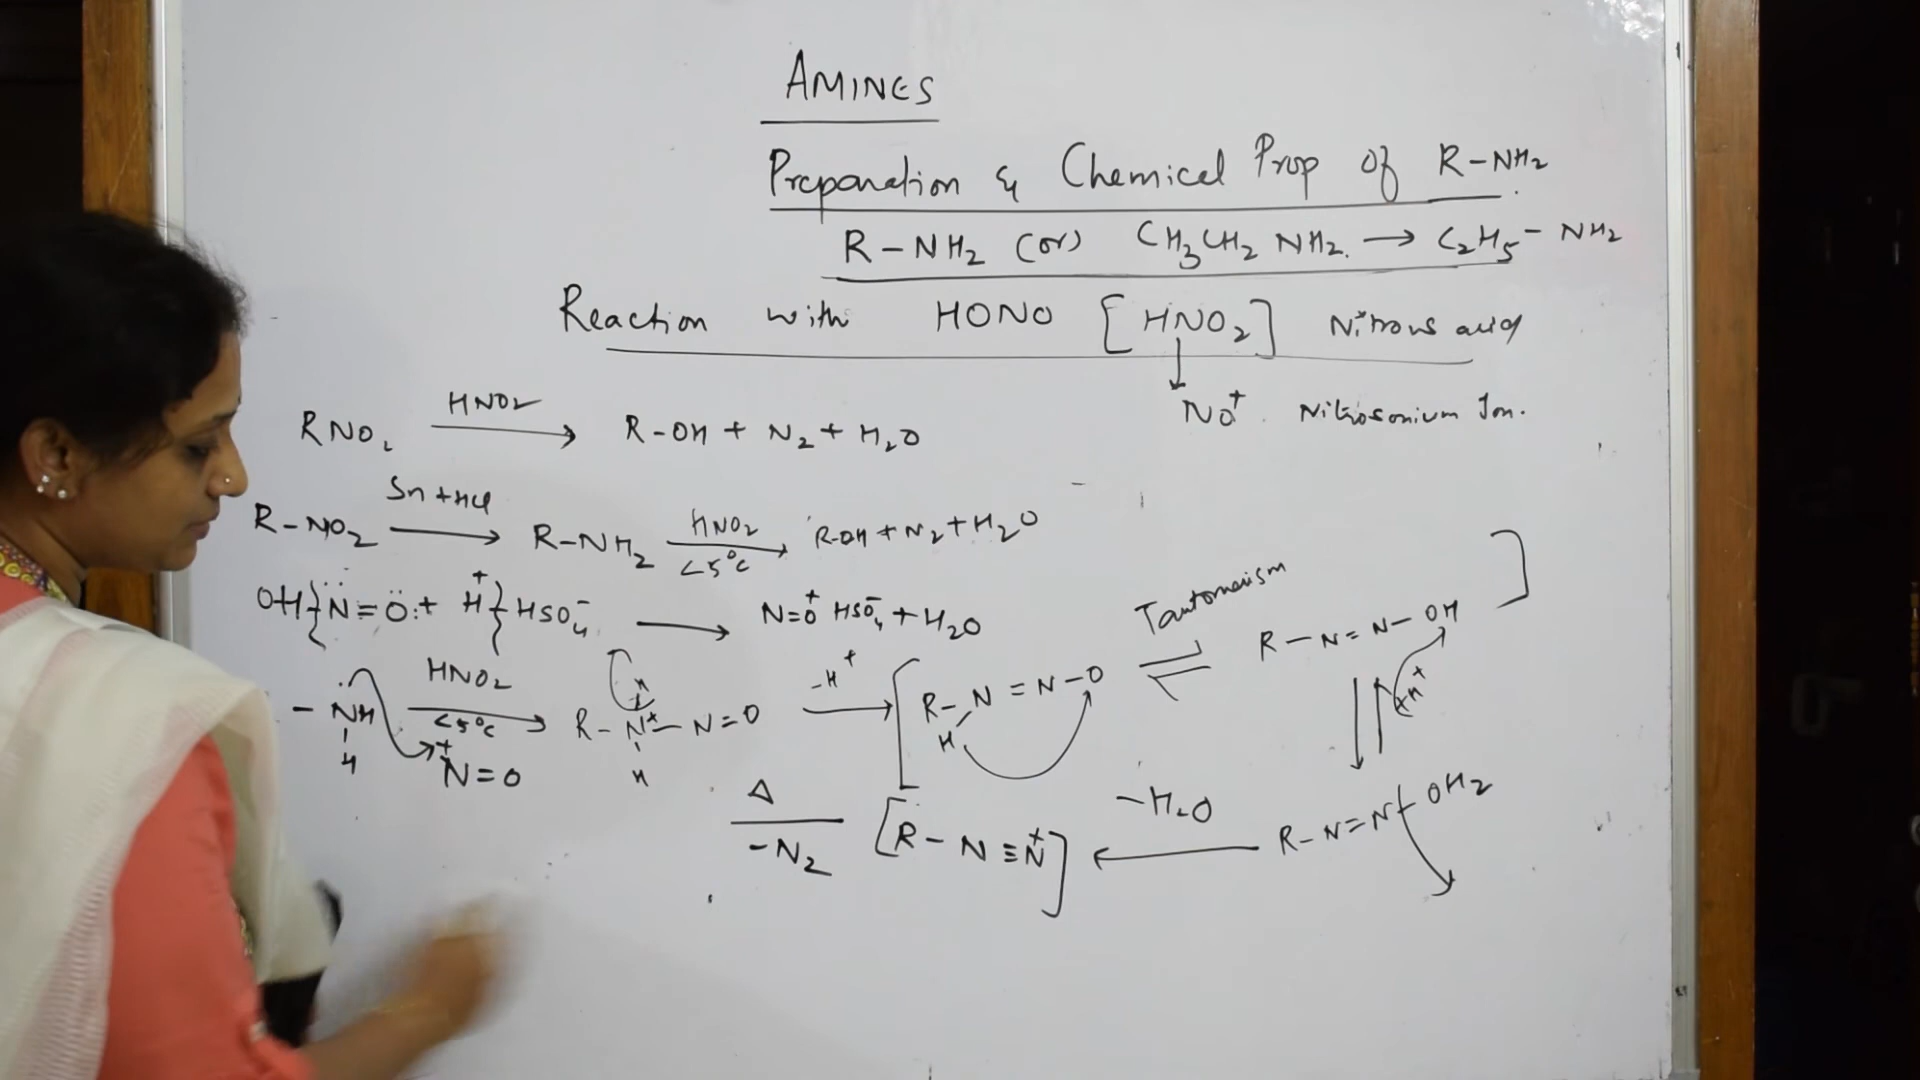 AMINES
Preparation & Chemical Prop of R-NH2
R-NH2 (or) CH3CH2 NH2. → C2H5- NH2
Reaction with HONO [HNO2] Nitrous acid
↓
NO+ Nitrosonium Ion.
HNO2
RNO2 → R-OH + N2 + H2O
Sn + HCl HNO2
R-NO2 → R-NH2 → R-OH + N2 + H2O
<5°C
OH}N=O: + H+}HSO4- → N=O+ HSO4- + H2O
Tautomerism
R-N=N-OH]
HNO2 H -H+
- NH → R-N+-N=O → [R-N=N-O ⇌
<5°C
H H H
N+=O
+H+
Δ -H2O
-N2 [R-N≡N+] ← R-N=N-OH2